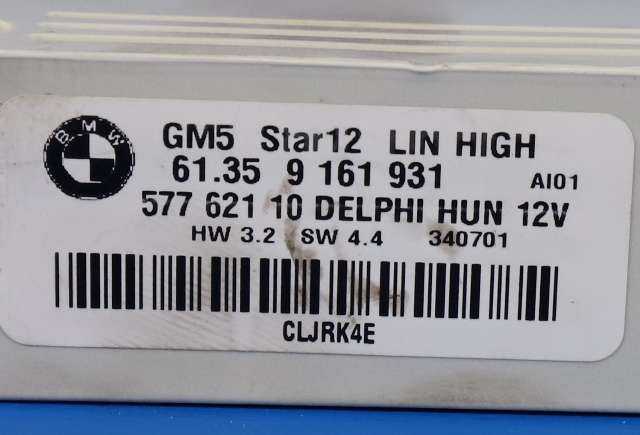 BMW
GM5 Star12 LIN HIGH
61.35 9 161 931 AI01
577 621 10 DELPHI HUN 12V
HW 3.2 SW 4.4 340701
CLJRK4E